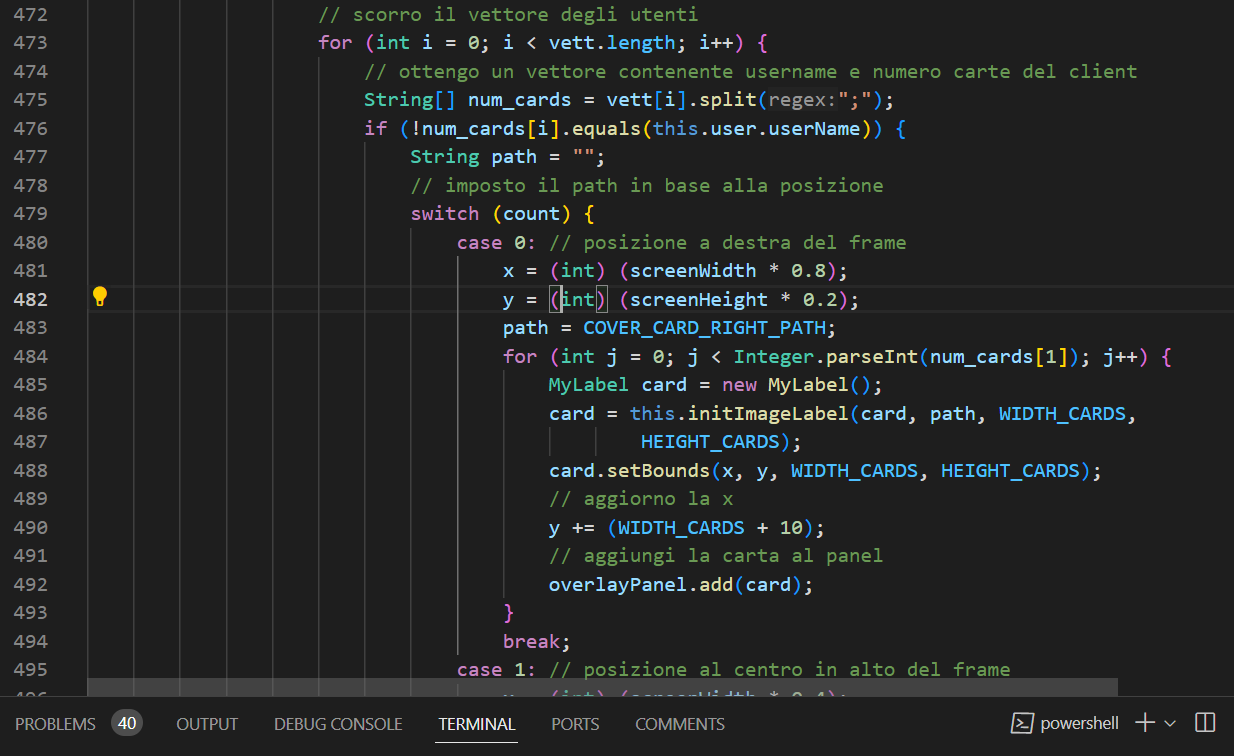 472 // scorro il vettore degli utenti
473 for (int i = 0; i < vett.length; i++) {
474 // ottengo un vettore contenente username e numero carte del client
475 String[] num_cards = vett[i].split(regex:";");
476 if (!num_cards[i].equals(this.user.userName)) {
477 String path = "";
478 // imposto il path in base alla posizione
479 switch (count) {
480 case 0: // posizione a destra del frame
481 x = (int) (screenWidth * 0.8);
482 y = (int) (screenHeight * 0.2);
483 path = COVER_CARD_RIGHT_PATH;
484 for (int j = 0; j < Integer.parseInt(num_cards[1]); j++) {
485 MyLabel card = new MyLabel();
486 card = this.initImageLabel(card, path, WIDTH_CARDS,
487 HEIGHT_CARDS);
488 card.setBounds(x, y, WIDTH_CARDS, HEIGHT_CARDS);
489 // aggiorno la x
490 y += (WIDTH_CARDS + 10);
491 // aggiungi la carta al panel
492 overlayPanel.add(card);
493 }
494 break;
495 case 1: // posizione al centro in alto del frame
PROBLEMS 40 OUTPUT DEBUG CONSOLE TERMINAL PORTS COMMENTS powershell